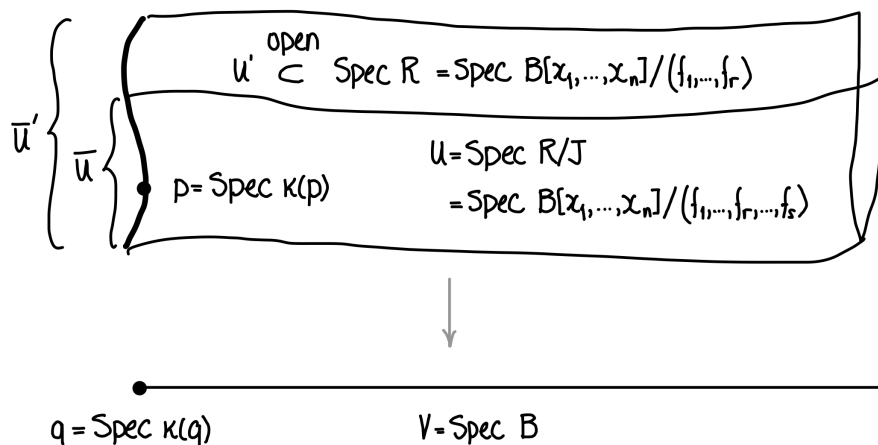 open
U' ⊂ Spec R = Spec B[x₁,...,xₙ]/(f₁,...,fᵣ)
Ū'
Ū
U = Spec R/J
p = Spec κ(p)
= Spec B[x₁,...,xₙ]/(f₁,...,fᵣ,...,fₛ)
q = Spec κ(q)
V = Spec B